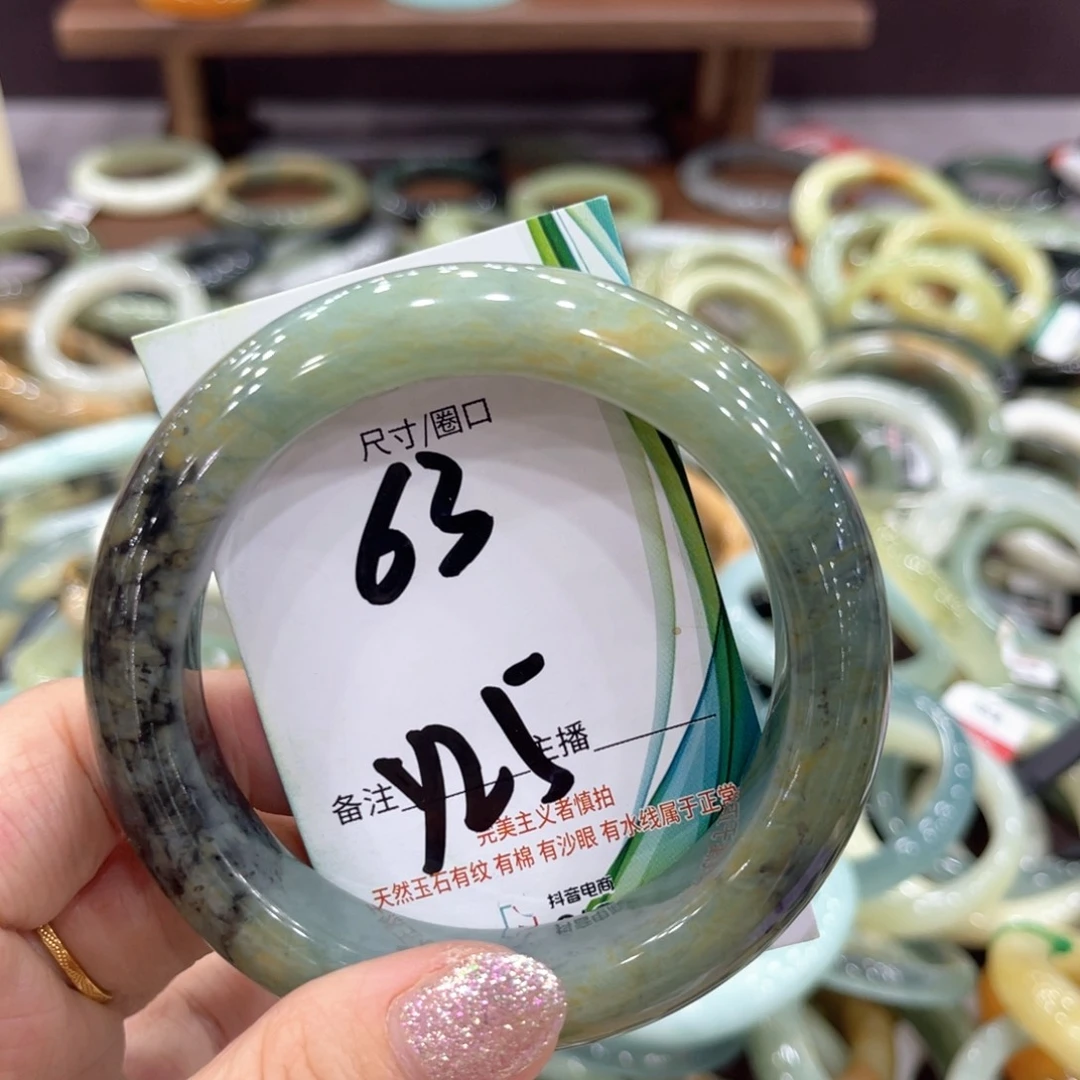 尺寸/圈口
63
Y25
备注 主播
完美主义者慎拍
天然玉石有纹 有棉 有沙眼 有水线属于正常
抖音电商